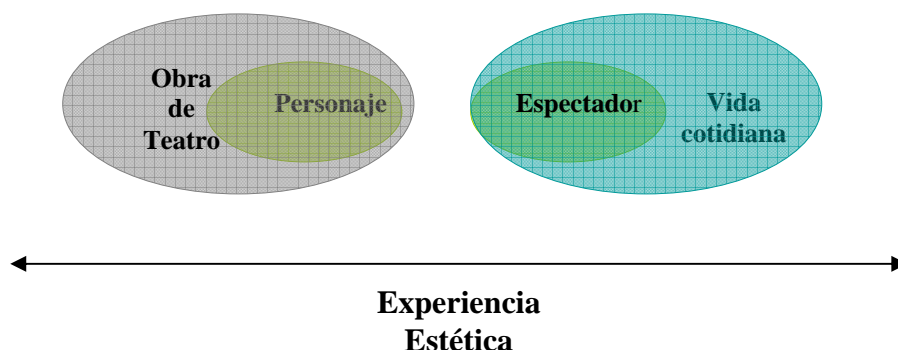 Obra
de
Teatro
Personaje
Espectador
Vida
cotidiana
Experiencia
Estética